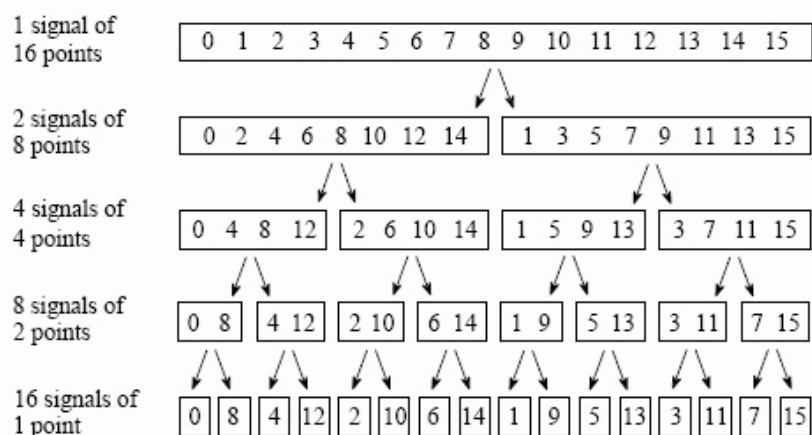 1 signal of
16 points
0 1 2 3 4 5 6 7 8 9 10 11 12 13 14 15
2 signals of
8 points
0 2 4 6 8 10 12 14 1 3 5 7 9 11 13 15
4 signals of
4 points
0 4 8 12 2 6 10 14 1 5 9 13 3 7 11 15
8 signals of
2 points
0 8 4 12 2 10 6 14 1 9 5 13 3 11 7 15
16 signals of
1 point
0 8 4 12 2 10 6 14 1 9 5 13 3 11 7 15